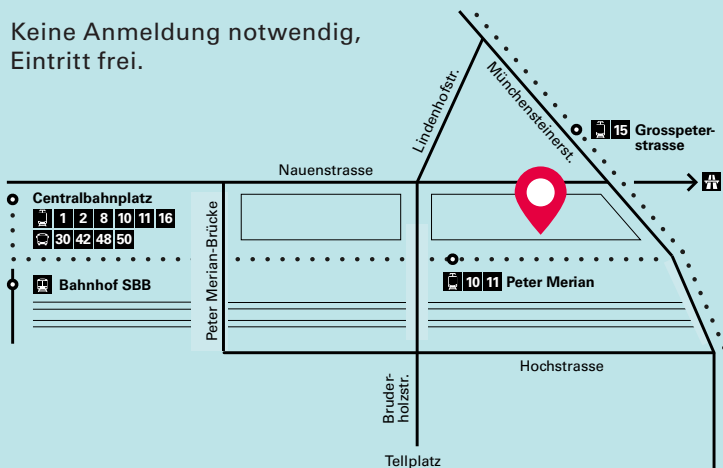 Keine Anmeldung notwendig,
Eintritt frei.
Lindenhofstr.
Münchensteinerst.
15 Grosspeter-
strasse
Nauenstrasse
Centralbahnplatz
1 2 8 10 11 16
30 42 48 50
Peter Merian-Brücke
Bahnhof SBB
10 11 Peter Merian
Hochstrasse
Bruder-
holzstr.
Tellplatz